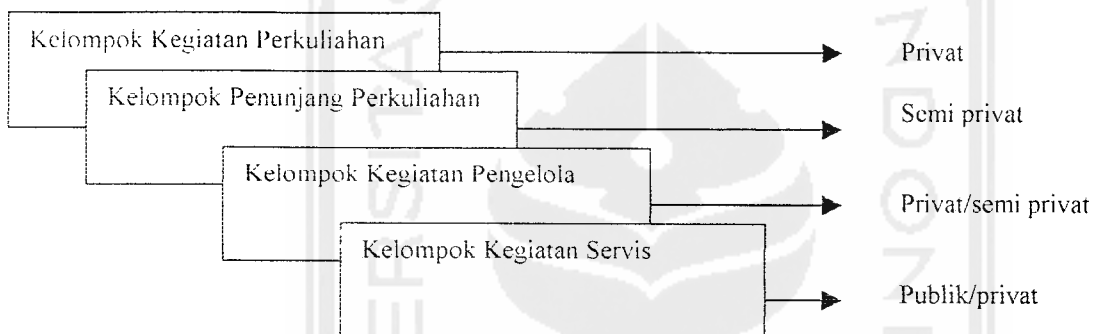 Kelompok Kegiatan Perkuliahan
Privat
Kelompok Penunjang Perkuliahan
Semi privat
Kelompok Kegiatan Pengelola
Privat/semi privat
Kelompok Kegiatan Servis
Publik/privat